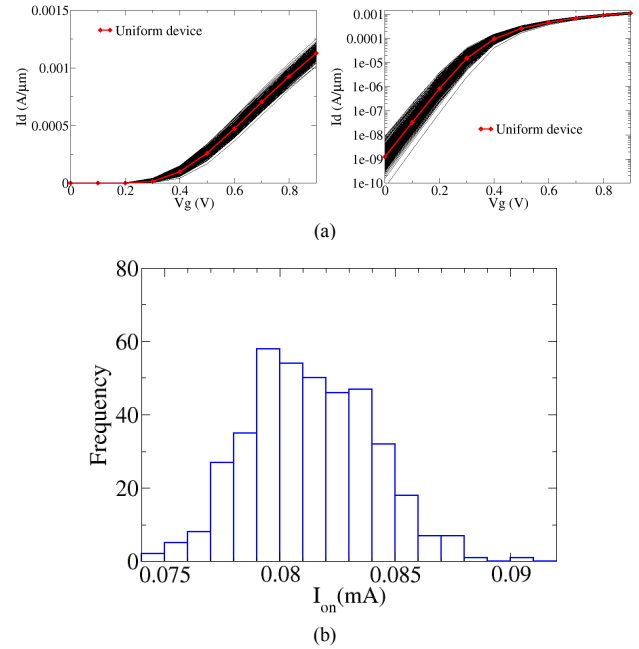 0.0015
0.001
0.0005
0
Id (A/μm)
Uniform device
0 0.2 0.4 0.6 0.8
Vg (V)
0.001
0.0001
1e-05
1e-06
1e-07
1e-08
1e-09
1e-10
Id (A/μm)
Uniform device
0 0.2 0.4 0.6 0.8
Vg (V)
(a)
80
60
40
20
0
Frequency
0.075 0.08 0.085 0.09
I_on(mA)
(b)